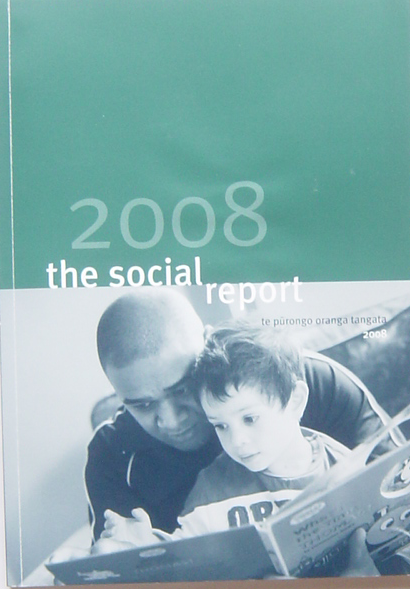 2008
the social
report
te pūrongo oranga tangata
2008